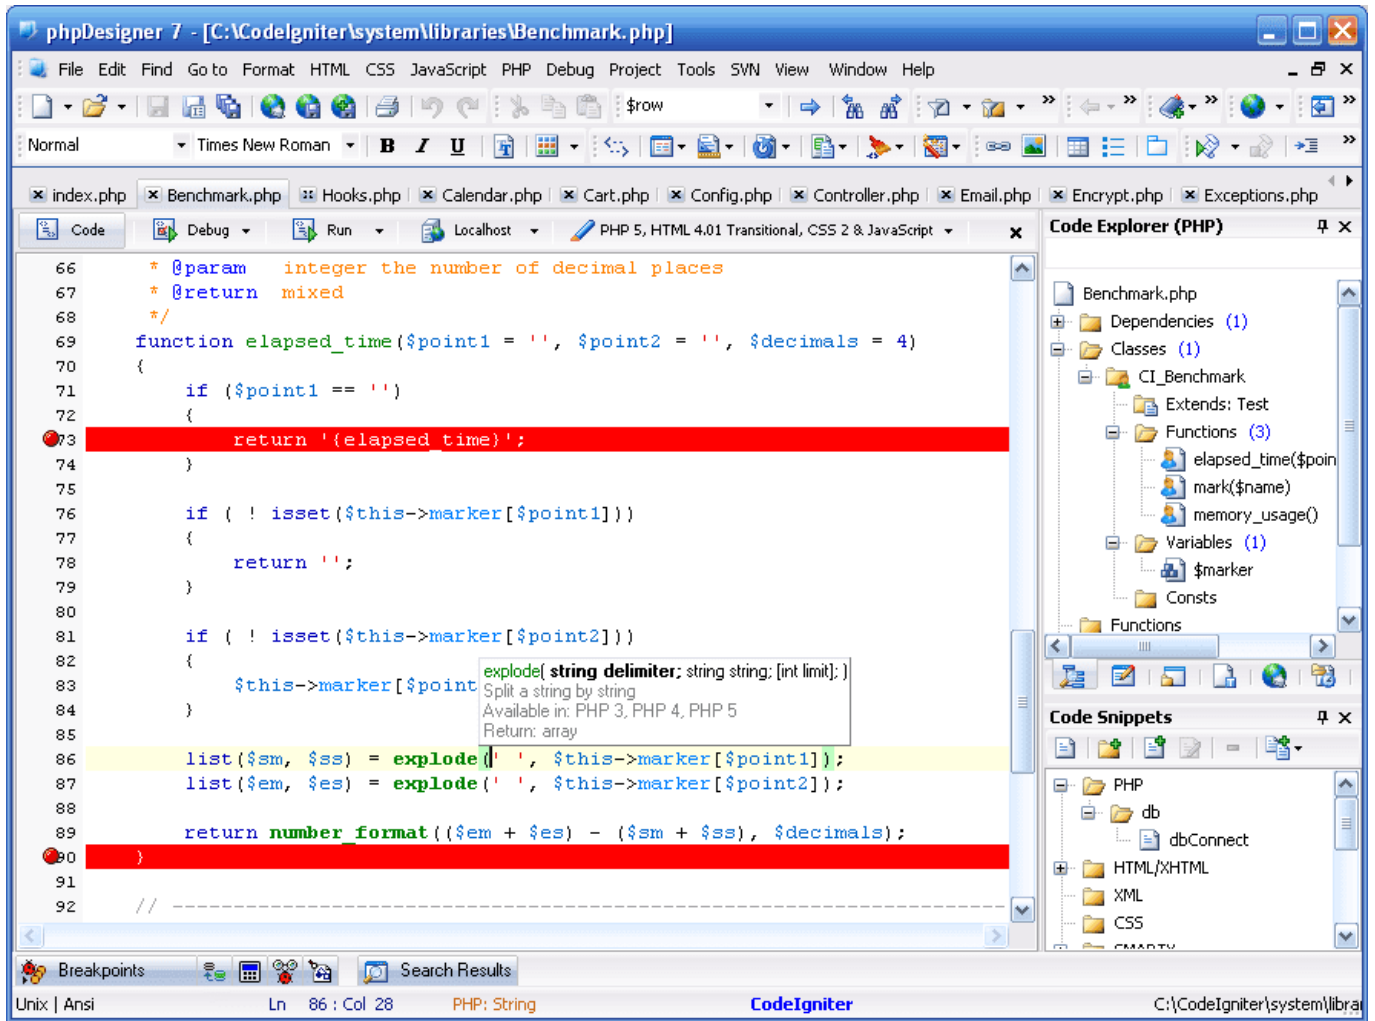 phpDesigner 7 - [C:\CodeIgniter\system\libraries\Benchmark.php]
File Edit Find Go to Format HTML CSS JavaScript PHP Debug Project Tools SVN View Window Help
$row
Normal Times New Roman B I U
index.php Benchmark.php Hooks.php Calendar.php Cart.php Config.php Controller.php Email.php Encrypt.php Exceptions.php
Code Debug Run Localhost PHP 5, HTML 4.01 Transitional, CSS 2 & JavaScript
66 * @param integer the number of decimal places
67 * @return mixed
68 */
69 function elapsed_time($point1 = '', $point2 = '', $decimals = 4)
70 {
71 if ($point1 == '')
72 {
73 return '{elapsed_time}';
74 }
75
76 if ( ! isset($this->marker[$point1]))
77 {
78 return '';
79 }
80
81 if ( ! isset($this->marker[$point2]))
82 {
83 $this->marker[$point
84 }
85
explode( string delimiter; string string; [int limit]; )
Split a string by string
Available in: PHP 3, PHP 4, PHP 5
Return: array
86 list($sm, $ss) = explode(' ', $this->marker[$point1]);
87 list($em, $es) = explode(' ', $this->marker[$point2]);
88
89 return number_format(($em + $es) - ($sm + $ss), $decimals);
90 }
91
92 // --------------------------------------------------------------------
Code Explorer (PHP)
Benchmark.php
Dependencies (1)
Classes (1)
CI_Benchmark
Extends: Test
Functions (3)
elapsed_time($poin
mark($name)
memory_usage()
Variables (1)
$marker
Consts
Functions
Code Snippets
PHP
db
dbConnect
HTML/XHTML
XML
CSS
SMARTY
Breakpoints Search Results
Unix | Ansi Ln 86 : Col 28 PHP: String CodeIgniter C:\CodeIgniter\system\librar